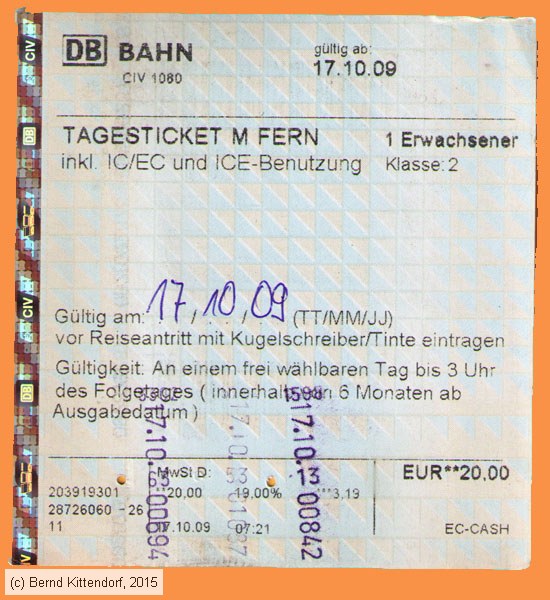 DB BAHN
CIV 1080
gültig ab:
17.10.09
TAGESTICKET M FERN
1 Erwachsener
inkl. IC/EC und ICE-Benutzung
Klasse: 2
17 10 09
Gültig am: . . / . . . / . . (TT/MM/JJ)
vor Reiseantritt mit Kugelschreiber/Tinte eintragen
Gültigkeit: An einem frei wählbaren Tag bis 3 Uhr
des Folgetages ( innerhalb von 6 Monaten ab
Ausgabedatum )
MwSt D:
EUR**20,00
203919301
20,00
19,00%
3,19
28726060 -26
11
17.10.09
07:21
EC-CASH
CIV
DB
CIV
DB
(c) Bernd Kittendorf, 2015